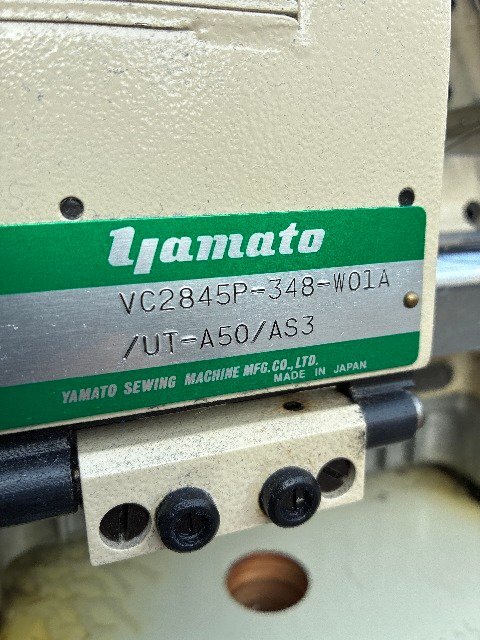 yamato
VC2845P-348-W01A
/UT-A50/AS3
YAMATO SEWING MACHINE MFG.CO.,LTD.
MADE IN JAPAN